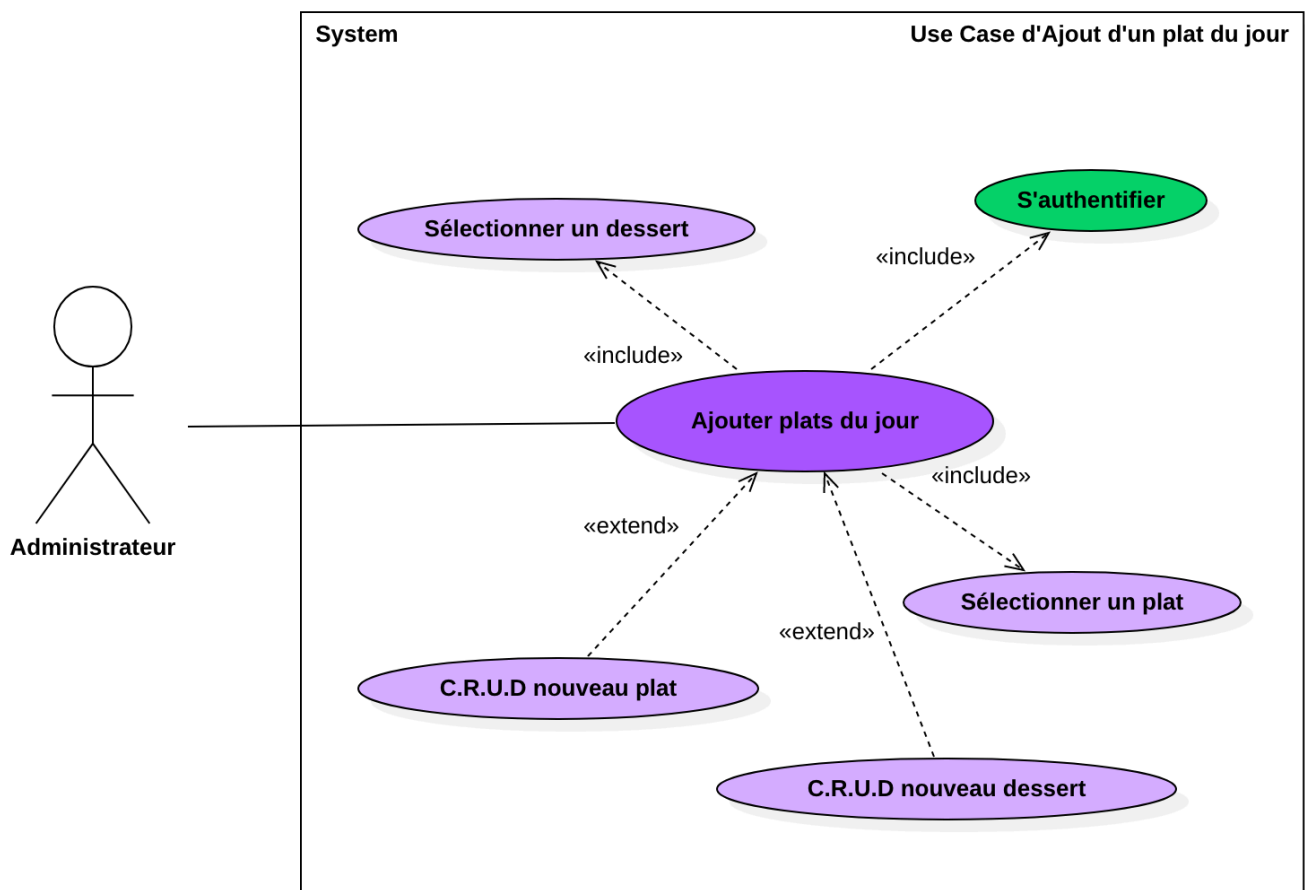 System
Use Case d'Ajout d'un plat du jour
S'authentifier
Sélectionner un dessert
«include»
«include»
Ajouter plats du jour
«include»
«extend»
Administrateur
Sélectionner un plat
«extend»
C.R.U.D nouveau plat
C.R.U.D nouveau dessert